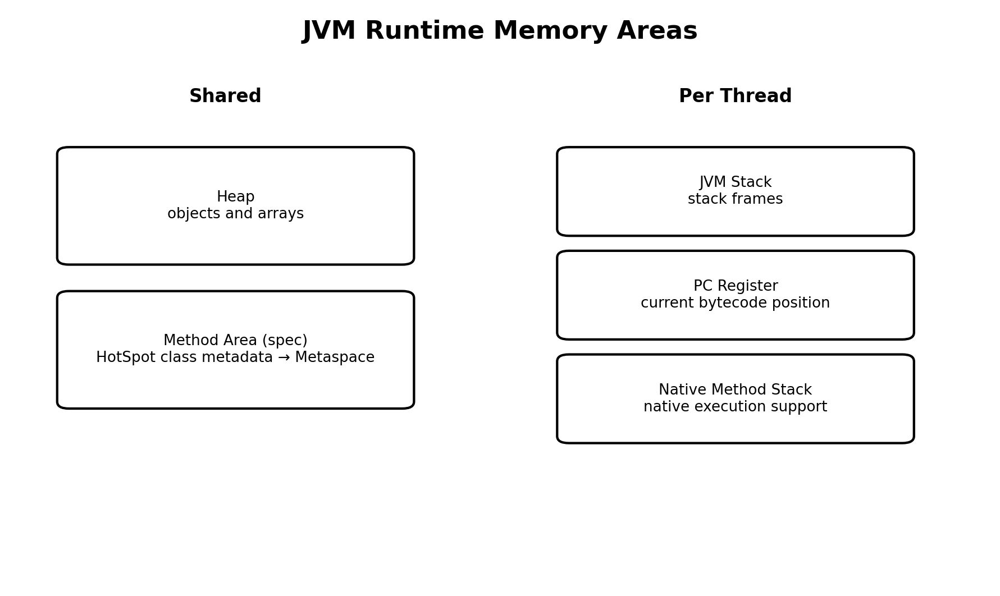 JVM Runtime Memory Areas
Shared
Heap
objects and arrays
Method Area (spec)
HotSpot class metadata → Metaspace
Per Thread
JVM Stack
stack frames
PC Register
current bytecode position
Native Method Stack
native execution support